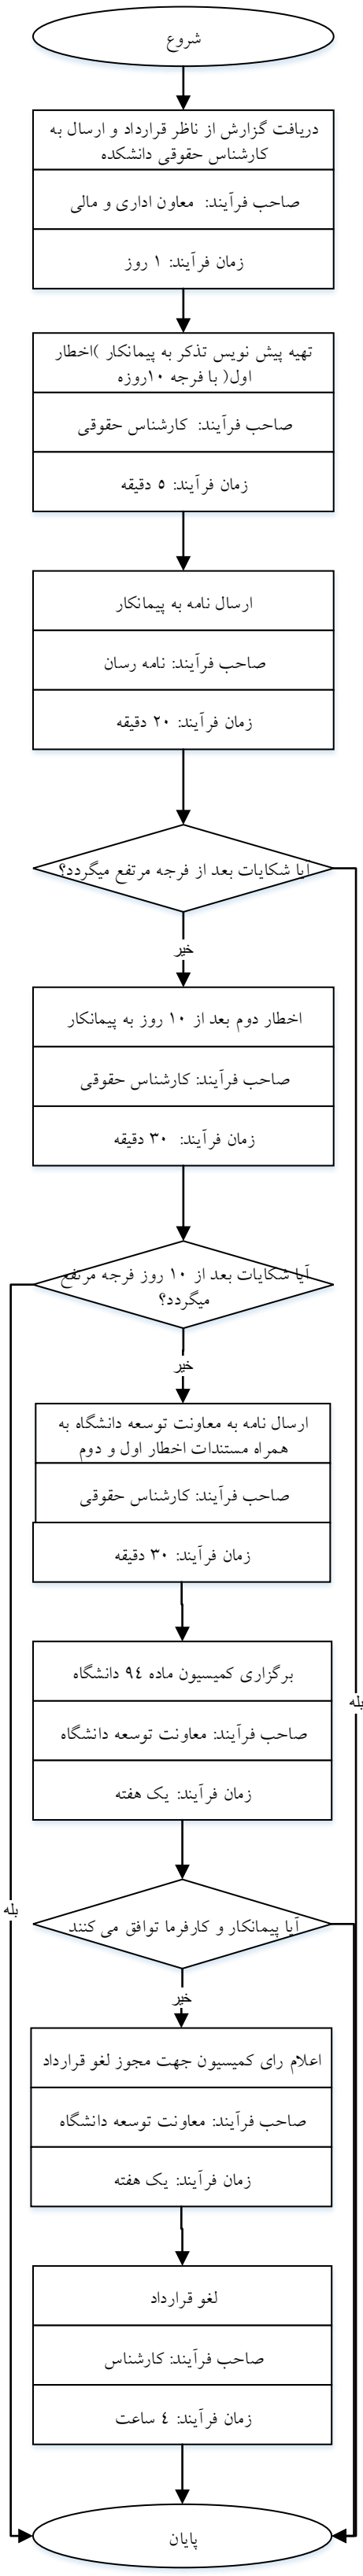 شروع
دریافت گزارش از ناظر قرارداد و ارسال به
کارشناس حقوقی دانشکده
صاحب فرآیند: معاون اداری و مالی
زمان فرآیند: ۱ روز
تهیه پیش نویس تذکر به پیمانکار )اخطار
اول( با فرجه ۱۰روزه
صاحب فرآیند: کارشناس حقوقی
زمان فرآیند: ۵ دقیقه
ارسال نامه به پیمانکار
صاحب فرآیند: نامه رسان
زمان فرآیند: ۲۰ دقیقه
ایا شکایات بعد از فرجه مرتفع میگردد؟
خیر
اخطار دوم بعد از ۱۰ روز به پیمانکار
صاحب فرآیند: کارشناس حقوقی
زمان فرآیند: ۳۰ دقیقه
آیا شکایات بعد از ۱۰ روز فرجه مرتفع
میگردد؟
خیر
ارسال نامه به معاونت توسعه دانشگاه به
همراه مستندات اخطار اول و دوم
صاحب فرآیند: کارشناس حقوقی
زمان فرآیند: ۳۰ دقیقه
برگزاری کمیسیون ماده ۹٤ دانشگاه
بله
صاحب فرآیند: معاونت توسعه دانشگاه
زمان فرآیند: یک هفته
بله
آیا پیمانکار و کارفرما توافق می کنند
خیر
اعلام رای کمیسیون جهت مجوز لغو قرارداد
صاحب فرآیند: معاونت توسعه دانشگاه
زمان فرآیند: یک هفته
لغو قرارداد
صاحب فرآیند: کارشناس
زمان فرآیند: ٤ ساعت
پایان